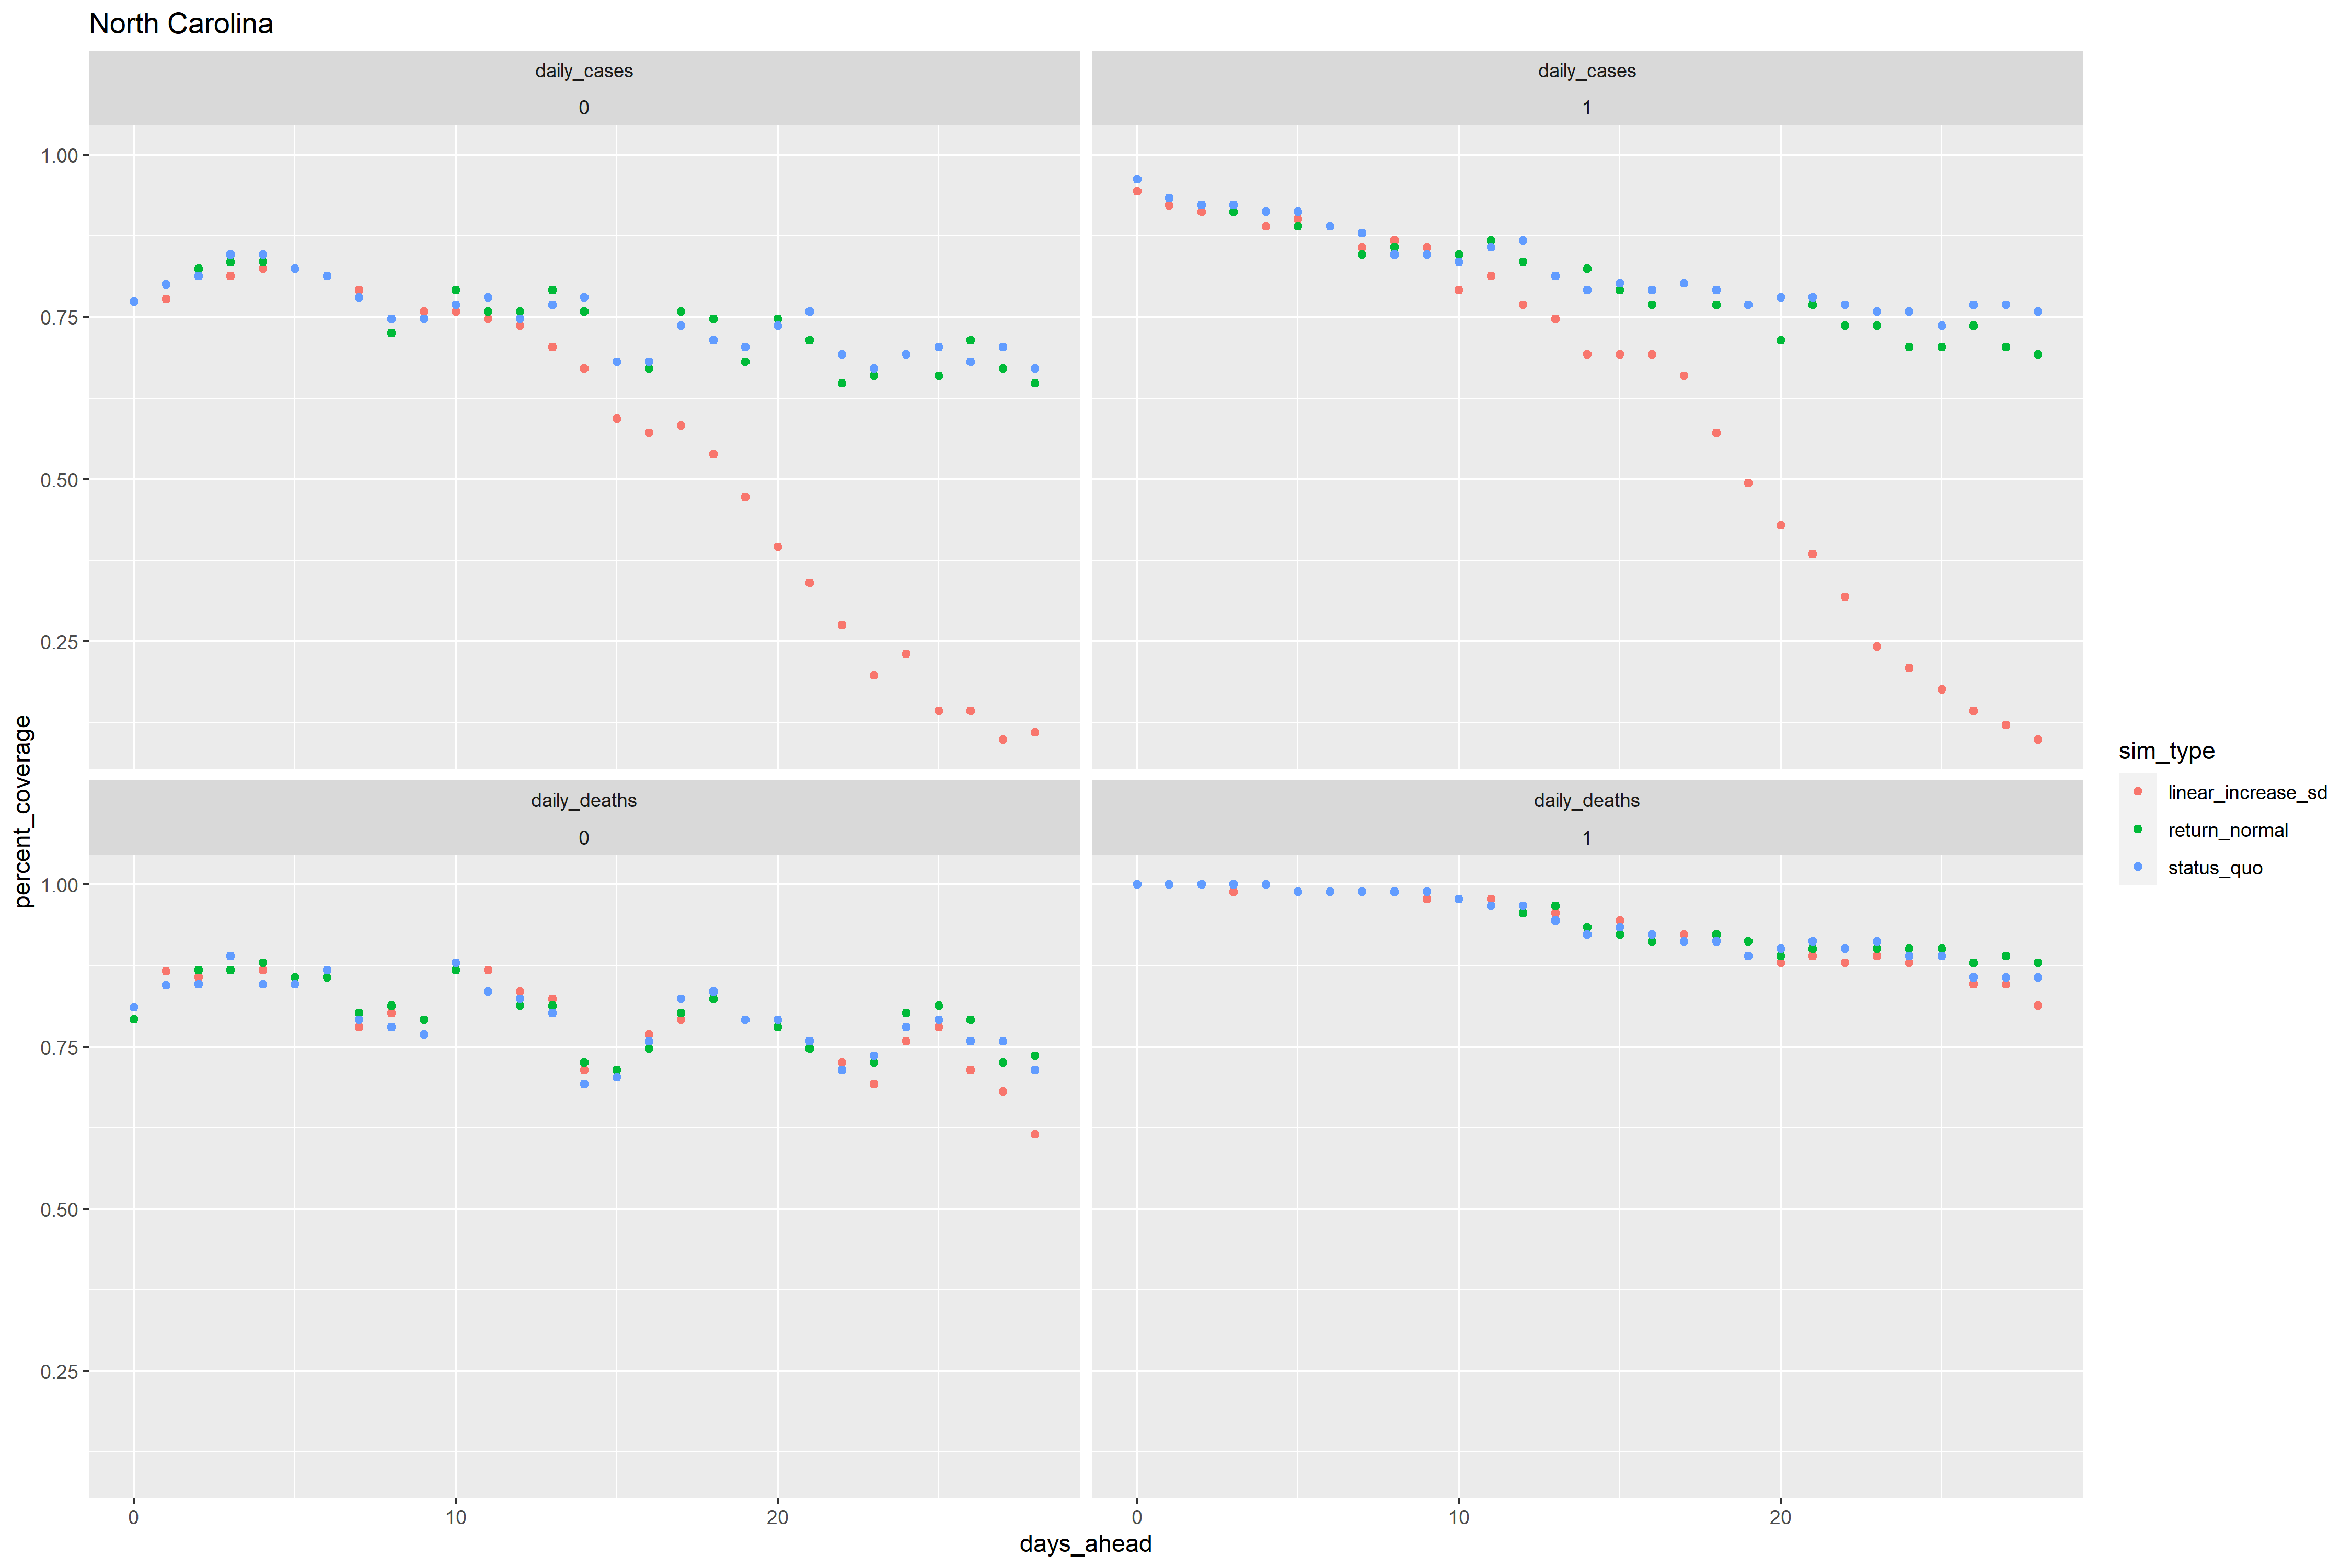 North Carolina
daily_cases
0
daily_cases
1
1.00
0.75
0.50
0.25
daily_deaths
0
daily_deaths
1
1.00
0.75
0.50
0.25
0
10
20
0
10
20
days_ahead
percent_coverage
sim_type
linear_increase_sd
return_normal
status_quo